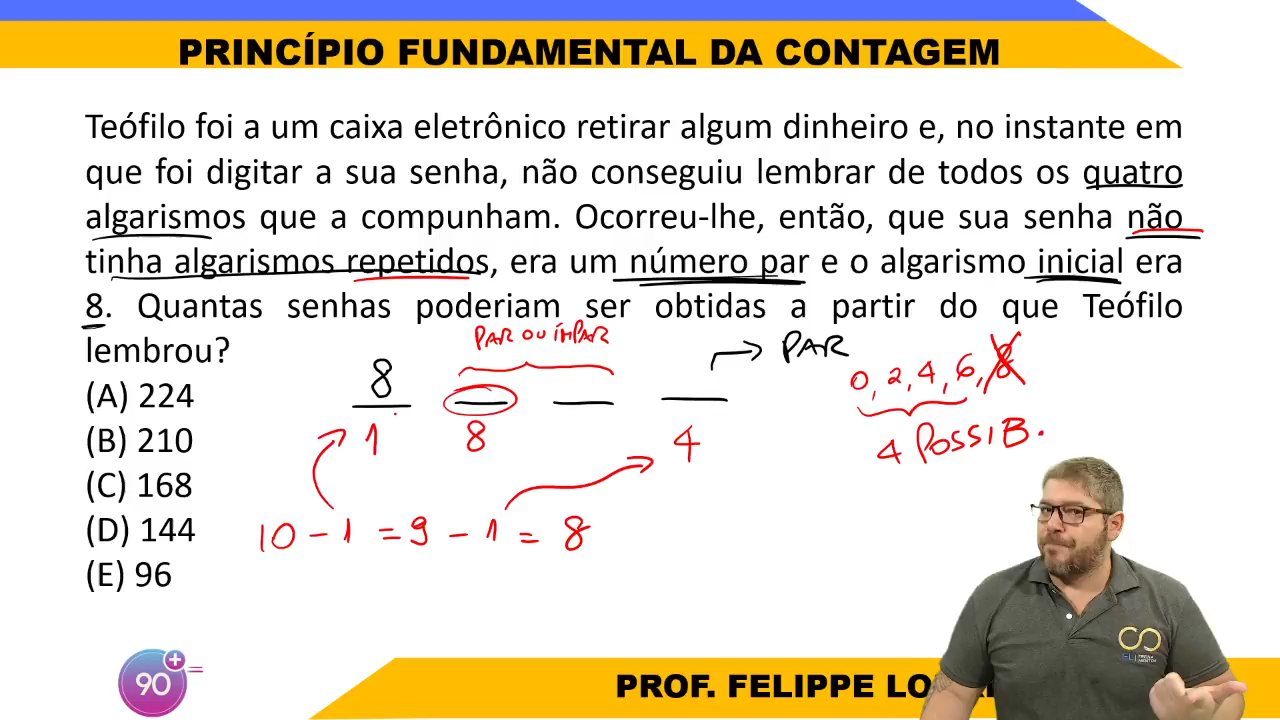 PRINCÍPIO FUNDAMENTAL DA CONTAGEM
Teófilo foi a um caixa eletrônico retirar algum dinheiro e, no instante em
que foi digitar a sua senha, não conseguiu lembrar de todos os quatro
algarismos que a compunham. Ocorreu-lhe, então, que sua senha não
tinha algarismos repetidos, era um número par e o algarismo inicial era
8. Quantas senhas poderiam ser obtidas a partir do que Teófilo
lembrou?
PAR OU ÍMPAR
PAR
8
0, 2, 4, 6, 8
(A) 224
(B) 210
1 8 4
4 POSSIB.
(C) 168
(D) 144
10 - 1 = 9 - 1 = 8
(E) 96
90+
PROF. FELIPPE